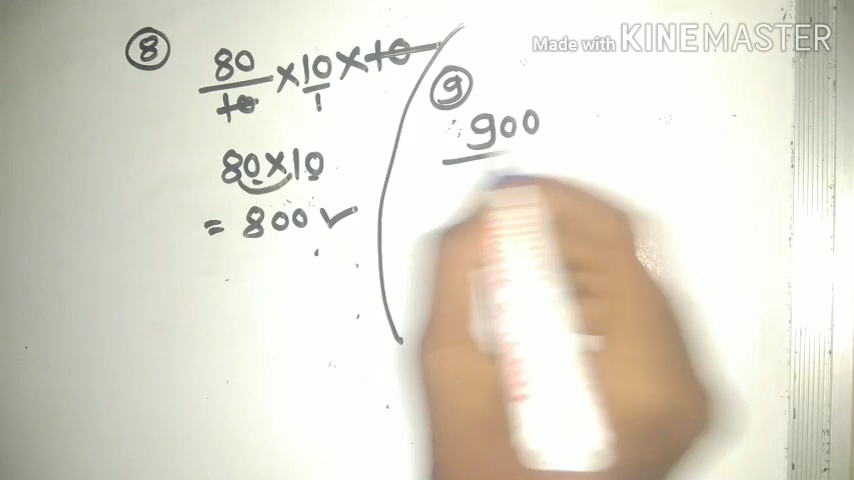 Made with KINEMASTER
⑧ 80/10 × 10/1 × 10
80 × 10
= 800 ✓
⑨
900